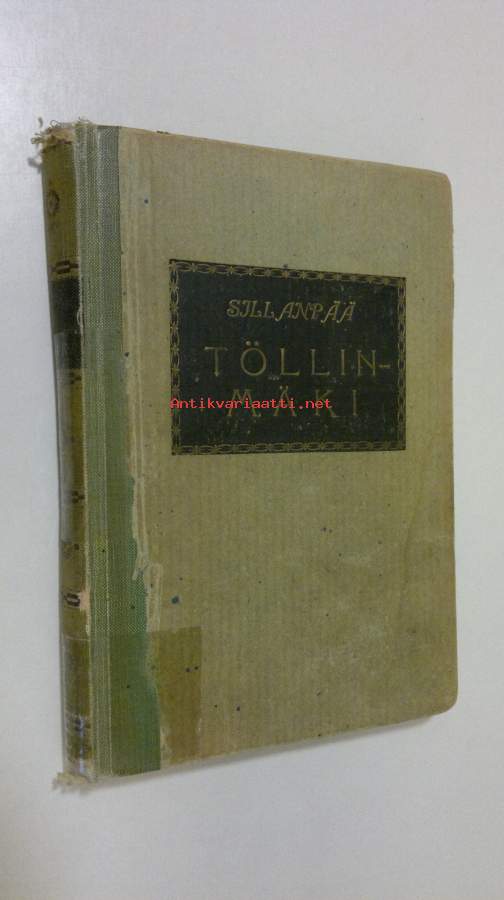 SILLANPÄÄ
TÖLLIN-
MÄKI
Antikvariaatti.net